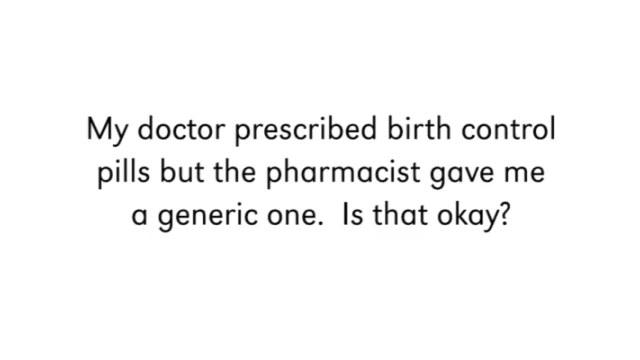 My doctor prescribed birth control
pills but the pharmacist gave me
a generic one.  Is that okay?